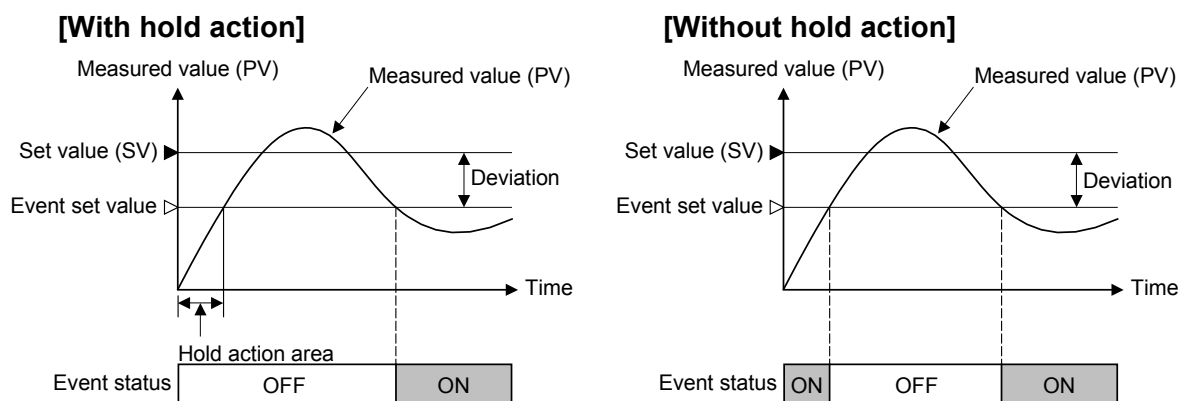 [With hold action]
Measured value (PV)
Measured value (PV)
Set value (SV)
Deviation
Event set value
Time
Hold action area
Event status
OFF
ON
[Without hold action]
Measured value (PV)
Measured value (PV)
Set value (SV)
Deviation
Event set value
Time
Event status
ON
OFF
ON